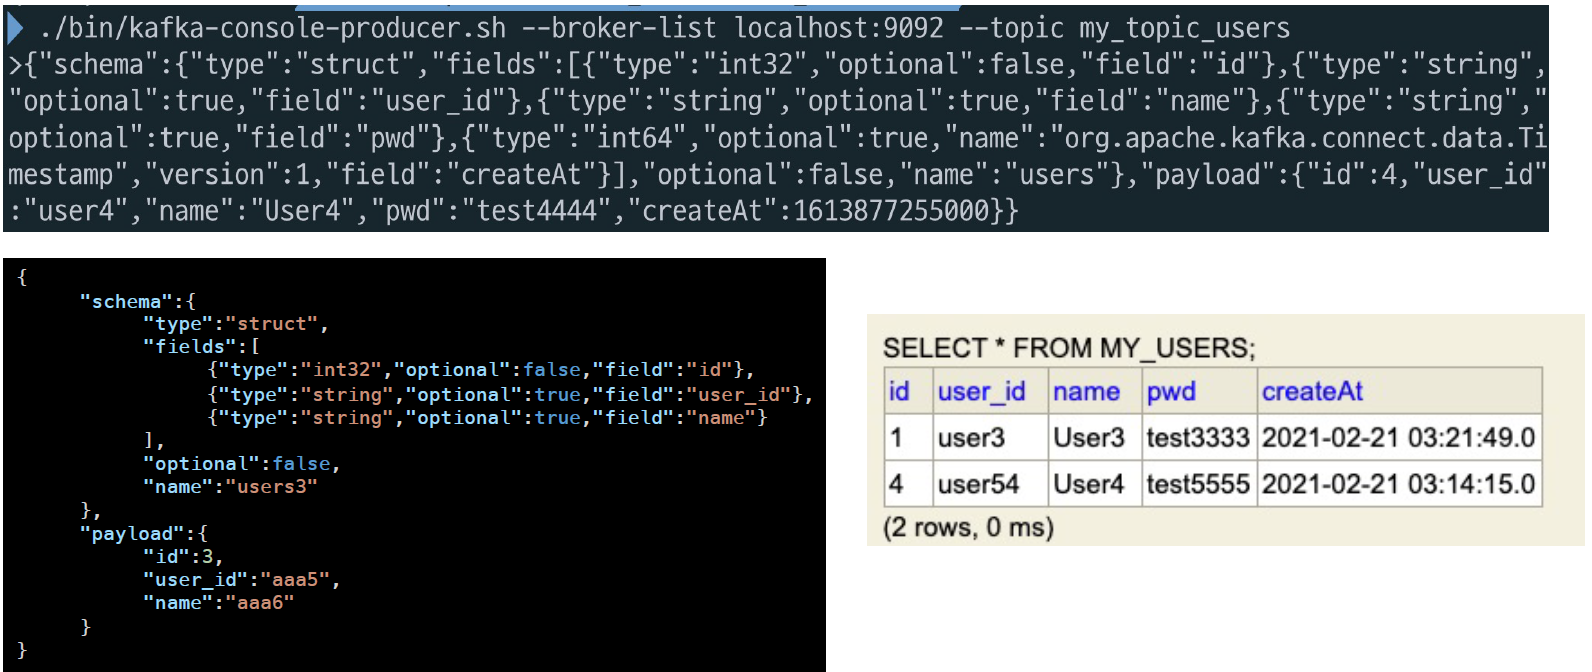 ./bin/kafka-console-producer.sh --broker-list localhost:9092 --topic my_topic_users
>{"schema":{"type":"struct","fields":[{"type":"int32","optional":false,"field":"id"},{"type":"string",
"optional":true,"field":"user_id"},{"type":"string","optional":true,"field":"name"},{"type":"string","
optional":true,"field":"pwd"},{"type":"int64","optional":true,"name":"org.apache.kafka.connect.data.Ti
mestamp","version":1,"field":"createAt"}],"optional":false,"name":"users"},"payload":{"id":4,"user_id"
:"user4","name":"User4","pwd":"test4444","createAt":1613877255000}}
{
"schema":{
"type":"struct",
"fields":[
{"type":"int32","optional":false,"field":"id"},
{"type":"string","optional":true,"field":"user_id"},
{"type":"string","optional":true,"field":"name"}
],
"optional":false,
"name":"users3"
},
"payload":{
"id":3,
"user_id":"aaa5",
"name":"aaa6"
}
}
SELECT * FROM MY_USERS;
id user_id name pwd createAt
1 user3 User3 test3333 2021-02-21 03:21:49.0
4 user54 User4 test5555 2021-02-21 03:14:15.0
(2 rows, 0 ms)